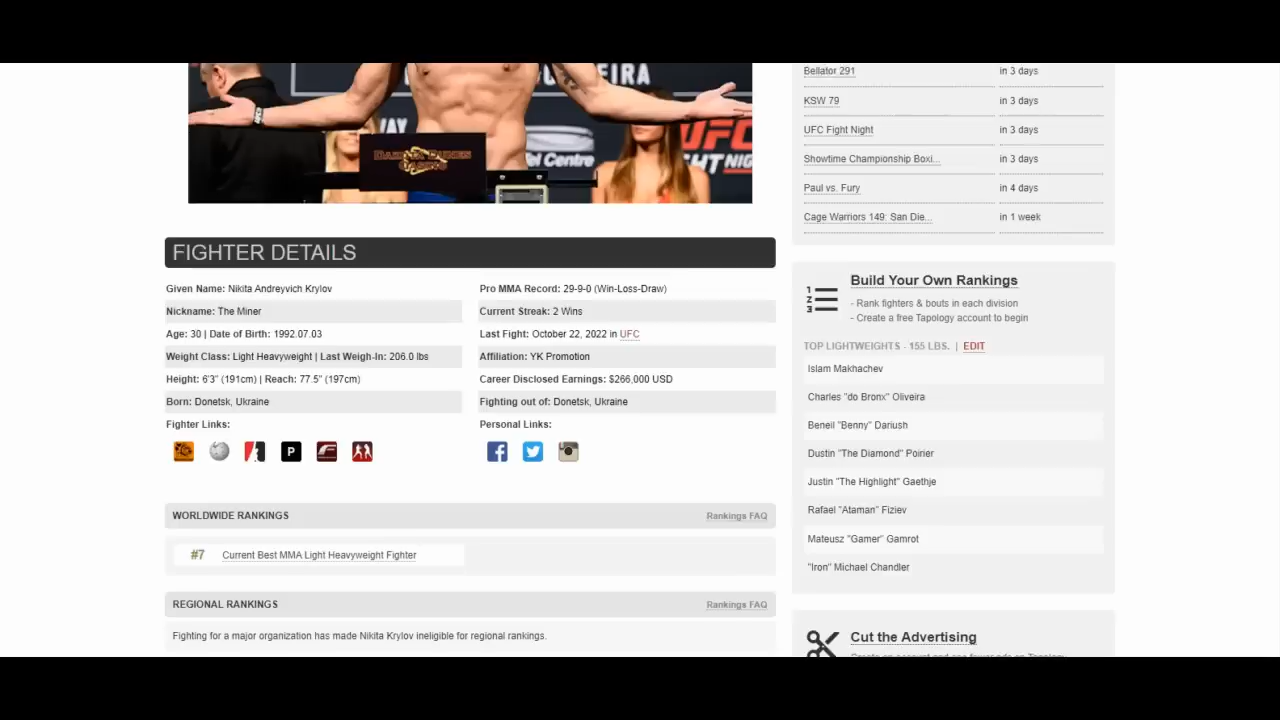 UEIRA
WAY
el Centre
UFC
HT NIG
Bellator 291
in 3 days
KSW 79
in 3 days
UFC Fight Night
in 3 days
Showtime Championship Boxi...
in 3 days
Paul vs. Fury
in 4 days
Cage Warriors 149: San Die...
in 1 week
FIGHTER DETAILS
Given Name: Nikita Andreyvich Krylov
Pro MMA Record: 29-9-0 (Win-Loss-Draw)
Nickname: The Miner
Current Streak: 2 Wins
Age: 30 | Date of Birth: 1992.07.03
Last Fight: October 22, 2022 in UFC
Weight Class: Light Heavyweight | Last Weigh-In: 206.0 lbs
Affiliation: YK Promotion
Height: 6'3" (191cm) | Reach: 77.5" (197cm)
Career Disclosed Earnings: $266,000 USD
Born: Donetsk, Ukraine
Fighting out of: Donetsk, Ukraine
Fighter Links:
Personal Links:
P
WORLDWIDE RANKINGS
Rankings FAQ
#7 Current Best MMA Light Heavyweight Fighter
REGIONAL RANKINGS
Rankings FAQ
Fighting for a major organization has made Nikita Krylov ineligible for regional rankings.
1
2
3
Build Your Own Rankings
- Rank fighters & bouts in each division
- Create a free Tapology account to begin
TOP LIGHTWEIGHTS - 155 LBS. | EDIT
Islam Makhachev
Charles "do Bronx" Oliveira
Beneil "Benny" Dariush
Dustin "The Diamond" Poirier
Justin "The Highlight" Gaethje
Rafael "Ataman" Fiziev
Mateusz "Gamer" Gamrot
"Iron" Michael Chandler
Cut the Advertising